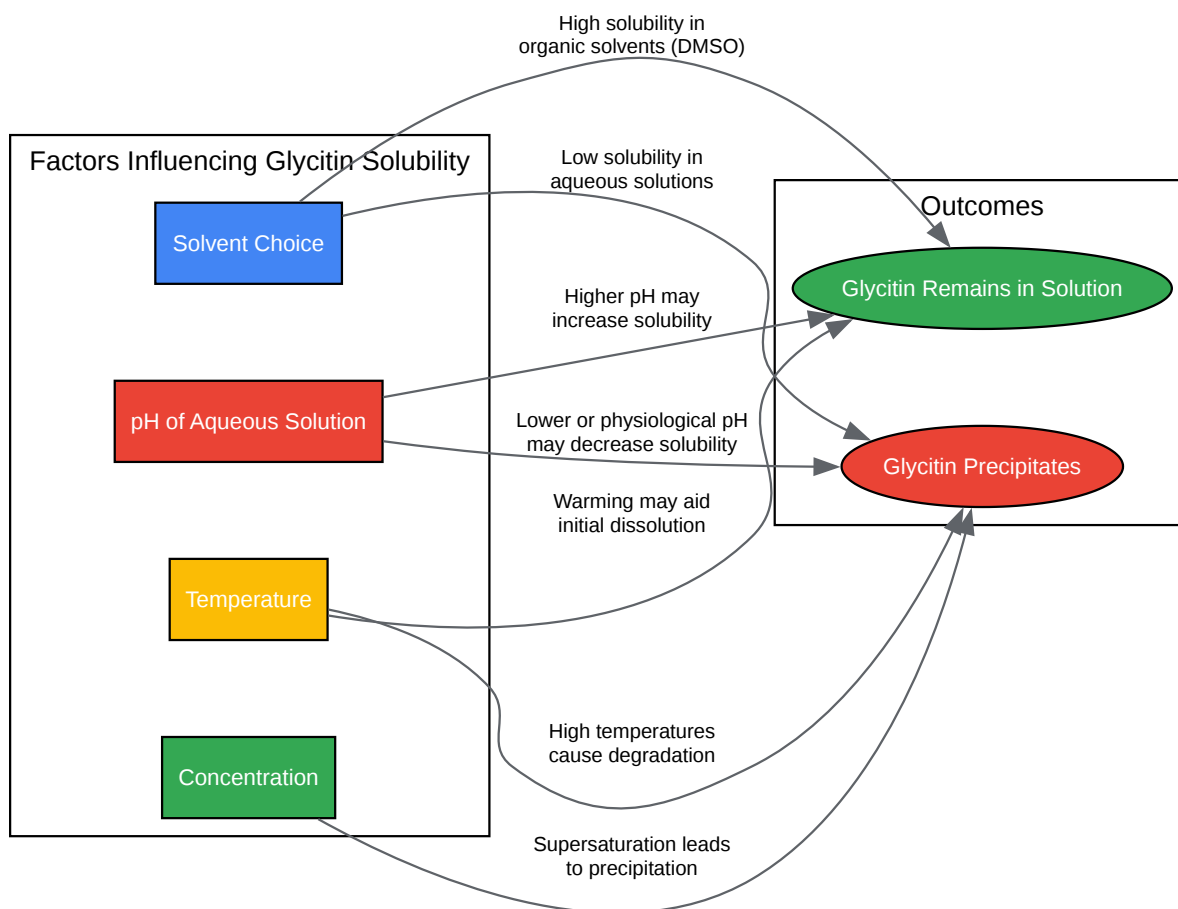 High solubility in
organic solvents (DMSO)
Factors Influencing Glycitin Solubility
Low solubility in
aqueous solutions
Outcomes
Solvent Choice
Glycitin Remains in Solution
Higher pH may
increase solubility
pH of Aqueous Solution
Lower or physiological pH
may decrease solubility
Glycitin Precipitates
Warming may aid
initial dissolution
Temperature
High temperatures
cause degradation
Concentration
Supersaturation leads
to precipitation